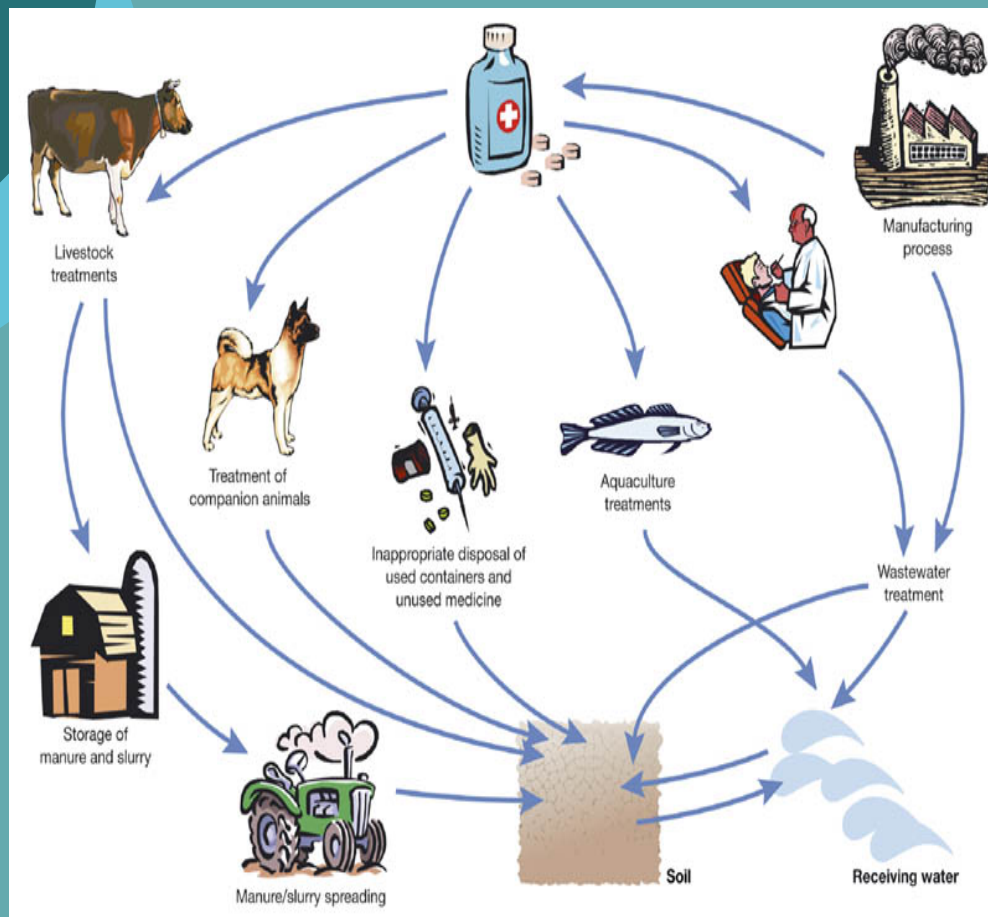 Livestock
treatments
Manufacturing
process
Treatment of
companion animals
Aquaculture
treatments
Inappropriate disposal of
used containers and
unused medicine
Wastewater
treatment
Storage of
manure and slurry
Manure/slurry spreading
Soil
Receiving water